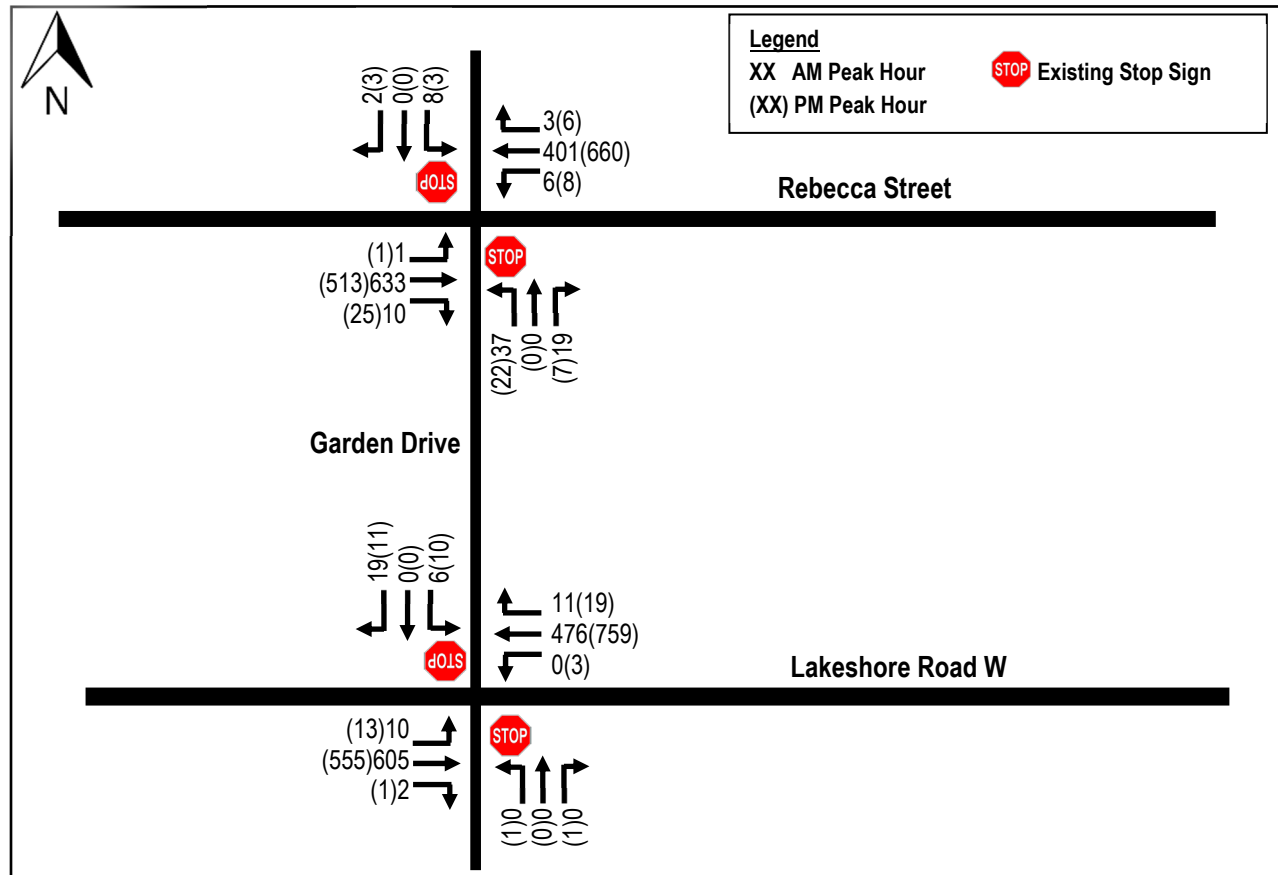 N
Legend
XX AM Peak Hour
STOP Existing Stop Sign
(XX) PM Peak Hour
2(3)
0(0)
8(3)
3(6)
401(660)
6(8)
STOP
Rebecca Street
(1)1
(513)633
(25)10
STOP
(22)37
(0)0
(7)19
Garden Drive
19(11)
0(0)
6(10)
11(19)
476(759)
0(3)
STOP
Lakeshore Road W
(13)10
(555)605
(1)2
STOP
(1)0
(0)0
(1)0